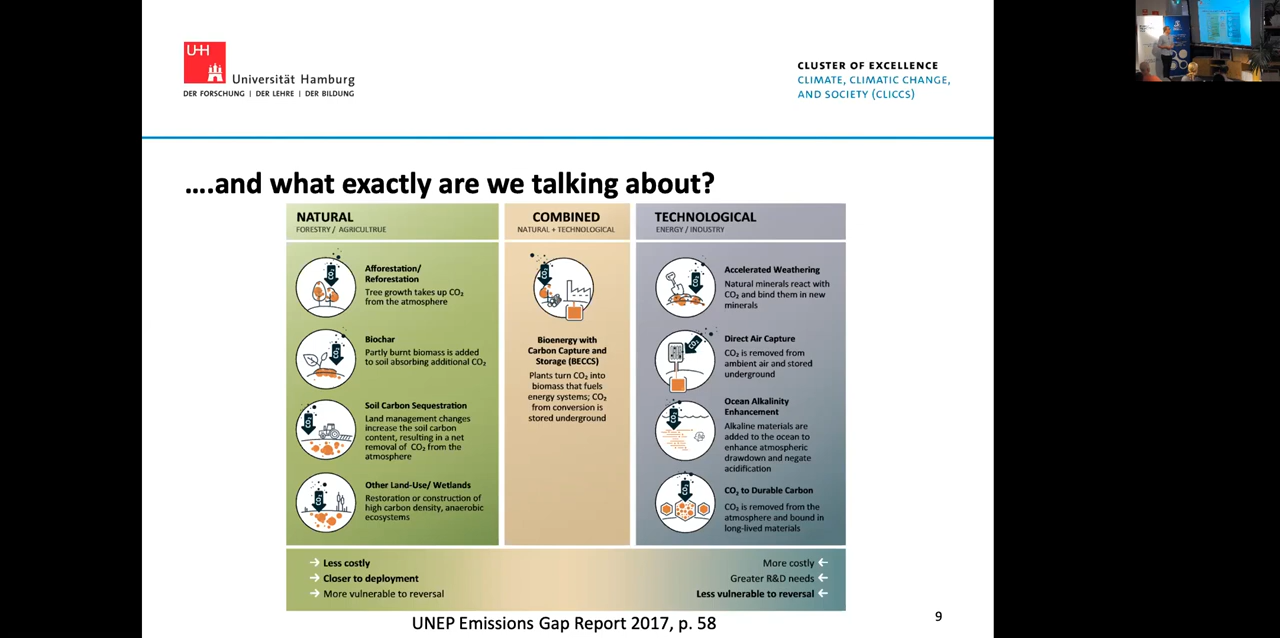 U+H
Universität Hamburg
DER FORSCHUNG | DER LEHRE | DER BILDUNG
CLUSTER OF EXCELLENCE
CLIMATE, CLIMATIC CHANGE,
AND SOCIETY (CLICCS)
….and what exactly are we talking about?
NATURAL
FORESTRY / AGRICULTRUE
Afforestation/
Reforestation
Tree growth takes up CO₂
from the atmosphere
Biochar
Partly burnt biomass is added
to soil absorbing additional CO₂
Soil Carbon Sequestration
Land management changes
increase the soil carbon
content, resulting in a net
removal of CO₂ from the
atmosphere
Other Land-Use/ Wetlands
Restoration or construction of
high carbon density, anaerobic
ecosystems
COMBINED
NATURAL + TECHNOLOGICAL
Bioenergy with
Carbon Capture and
Storage (BECCS)
Plants turn CO₂ into
biomass that fuels
energy systems; CO₂
from conversion is
stored underground
TECHNOLOGICAL
ENERGY / INDUSTRY
Accelerated Weathering
Natural minerals react with
CO₂ and bind them in new
minerals
Direct Air Capture
CO₂ is removed from
ambient air and stored
underground
Ocean Alkalinity
Enhancement
Alkaline materials are
added to the ocean to
enhance atmospheric
drawdown and negate
acidification
CO₂ to Durable Carbon
CO₂ is removed from the
atmosphere and bound in
long-lived materials
→ Less costly
→ Closer to deployment
→ More vulnerable to reversal
More costly ←
Greater R&D needs ←
Less vulnerable to reversal ←
UNEP Emissions Gap Report 2017, p. 58
9